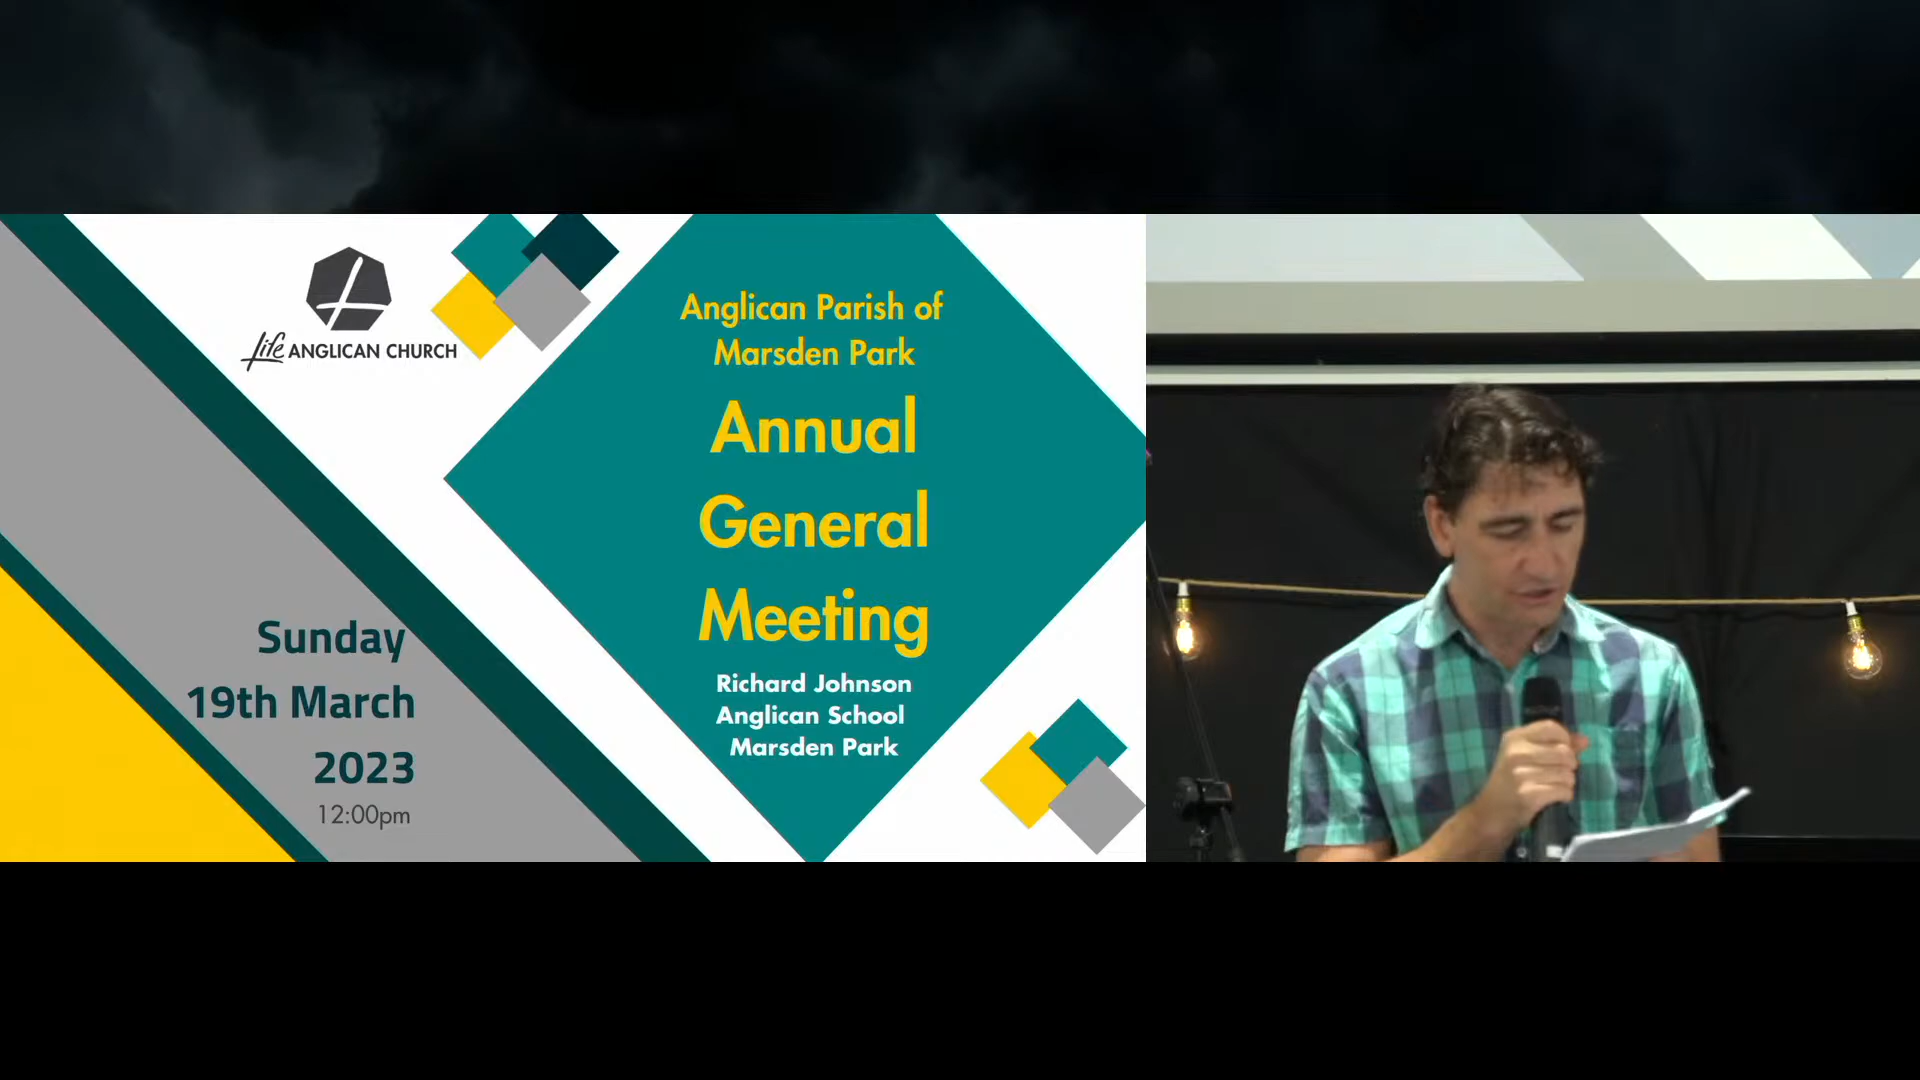 Life ANGLICAN CHURCH
Anglican Parish of
Marsden Park
Annual
General
Meeting
Richard Johnson
Anglican School
Marsden Park
Sunday
19th March
2023
12:00pm